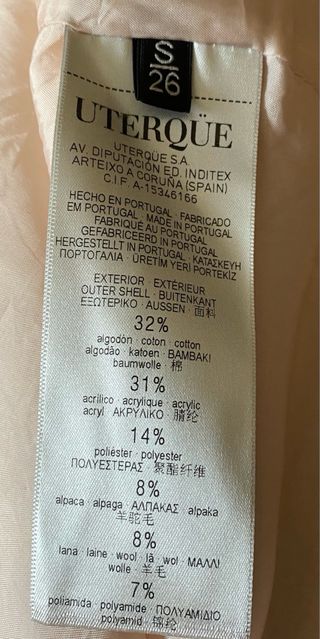 S
26
UTERQÜE
UTERQÜE S.A.
AV. DIPUTACIÓN ED. INDITEX
ARTEIXO A CORUÑA (SPAIN)
C.I.F. A-15346166
HECHO EN PORTUGAL · FABRICADO
EM PORTUGAL · MADE IN PORTUGAL
FABRIQUÉ AU PORTUGAL
GEFABRICEERD IN PORTUGAL
HERGESTELLT IN PORTUGAL · ΚΑΤΑΣΚΕΥΗ
ΠΟΡΤΟΓΑΛΙΑ · ÜRETİM YERİ PORTEKİZ
EXTERIOR · EXTÉRIEUR
OUTER SHELL · BUITENKANT
ΕΞΩΤΕΡΙΚΟ · AUSSEN · 面料
32%
algodón · coton · cotton
algodão · katoen · ΒΑΜΒΑΚΙ
baumwolle · 棉
31%
acrílico · acrylique · acrylic
acryl · ΑΚΡΥΛΙΚΟ · 腈纶
14%
poliéster · polyester
ΠΟΛΥΕΣΤΕΡΑΣ · 聚酯纤维
8%
alpaca · alpaga · ΑΛΠΑΚΑΣ · alpaka
羊驼毛
8%
lana · laine · wool · lã · wol · ΜΑΛΛΙ
wolle · 羊毛
7%
poliamida · polyamide · ΠΟΛΥΑΜΙΔΙΟ
polyamid · 锦纶